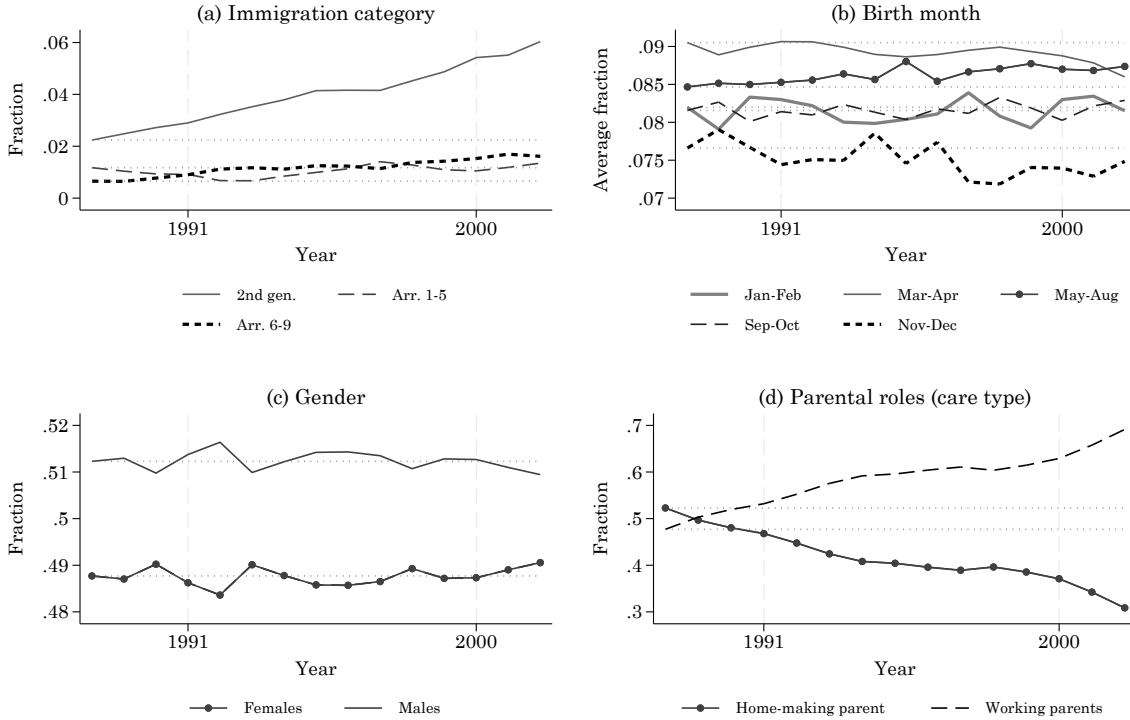 (a) Immigration category
Fraction
.06
.04
.02
0
1991 2000
Year
2nd gen. Arr. 1-5
Arr. 6-9
(b) Birth month
Average fraction
.09
.085
.08
.075
.07
1991 2000
Year
Jan-Feb Mar-Apr May-Aug
Sep-Oct Nov-Dec
(c) Gender
Fraction
.52
.51
.5
.49
.48
1991 2000
Year
Females Males
(d) Parental roles (care type)
Fraction
.7
.6
.5
.4
.3
1991 2000
Year
Home-making parent Working parents